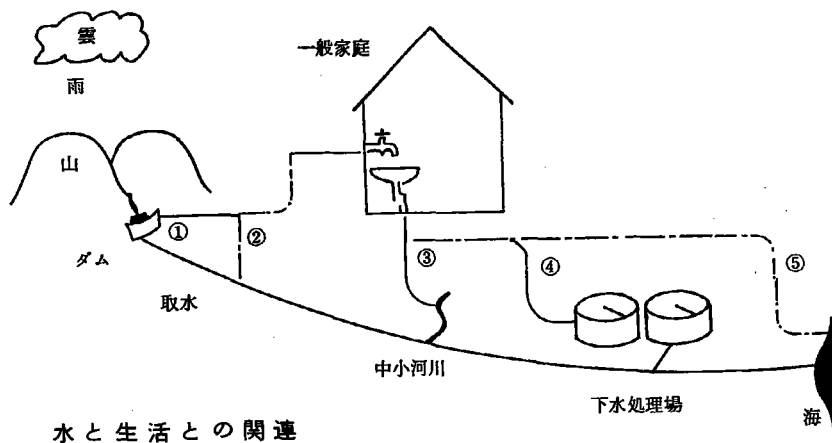 雲
雨
一般家庭
山
①
②
ダム
取水
③
④
⑤
中小河川
下水処理場
海
水と生活との関連